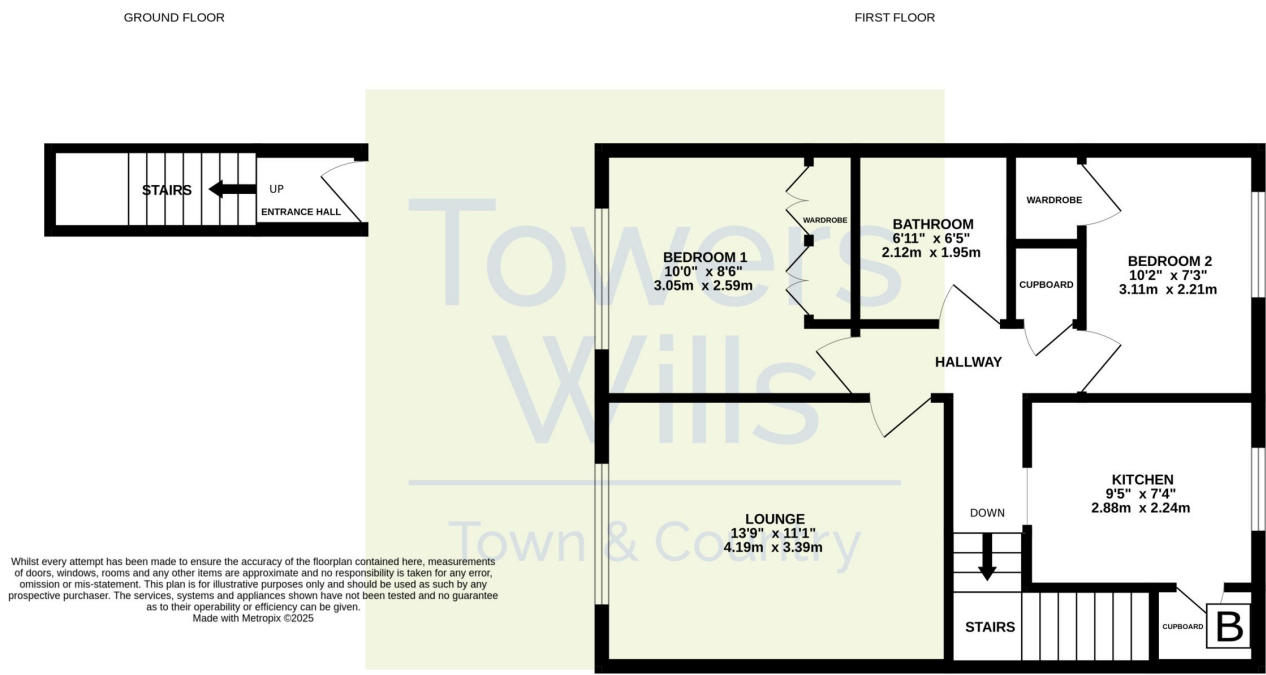 GROUND FLOOR
FIRST FLOOR
STAIRS
UP
ENTRANCE HALL
Towers
Wills
Town & Country
BEDROOM 1
10'0" x 8'6"
3.05m x 2.59m
WARDROBE
BATHROOM
6'11" x 6'5"
2.12m x 1.95m
WARDROBE
CUPBOARD
BEDROOM 2
10'2" x 7'3"
3.11m x 2.21m
HALLWAY
LOUNGE
13'9" x 11'1"
4.19m x 3.39m
DOWN
KITCHEN
9'5" x 7'4"
2.88m x 2.24m
STAIRS
CUPBOARD
B
Whilst every attempt has been made to ensure the accuracy of the floorplan contained here, measurements
of doors, windows, rooms and any other items are approximate and no responsibility is taken for any error,
omission or mis-statement. This plan is for illustrative purposes only and should be used as such by any
prospective purchaser. The services, systems and appliances shown have not been tested and no guarantee
as to their operability or efficiency can be given.
Made with Metropix ©2025